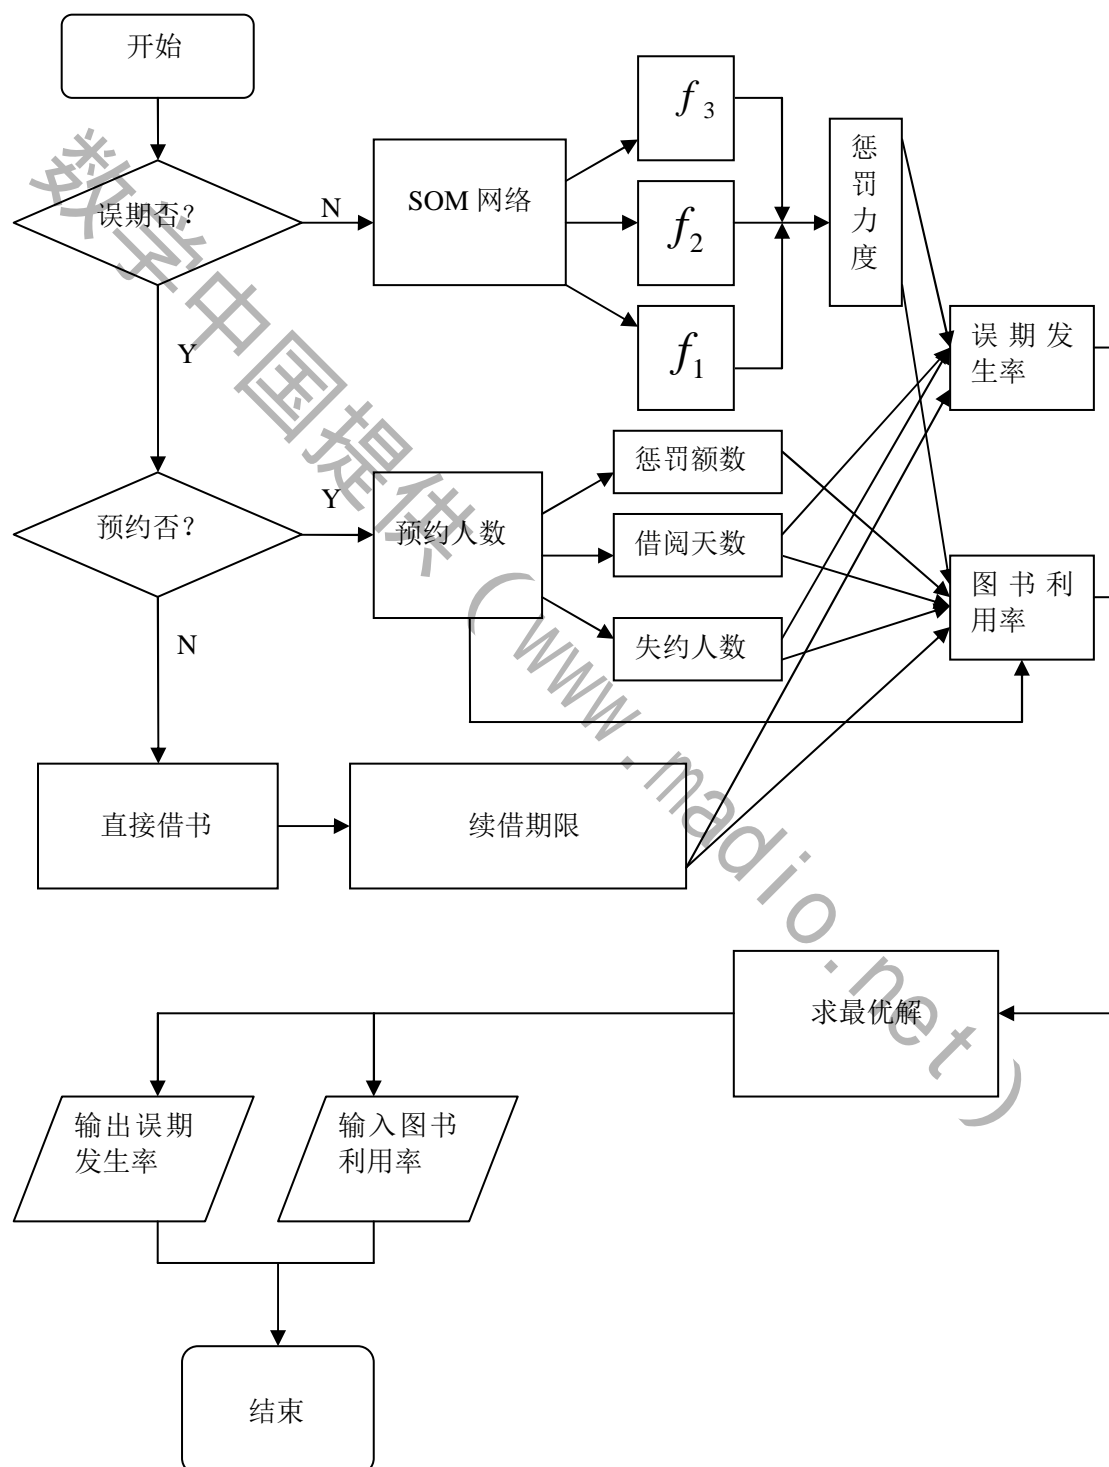 开始
误期否？
N
SOM 网络
f3
f2
f1
惩罚力度
误期发生率
Y
预约否？
Y
预约人数
惩罚额数
借阅天数
失约人数
图书利用率
N
直接借书
续借期限
求最优解
输出误期
发生率
输入图书
利用率
结束
数学中国提供（www.madio.net）